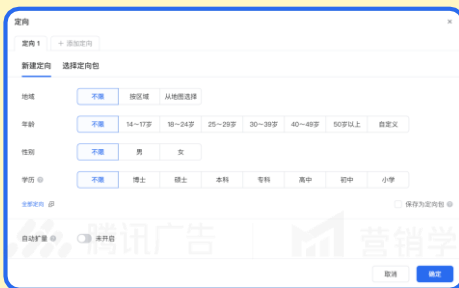 定向
定向 1 + 添加定向
新建定向 选择定向包
地域 不限 按区域 从地图选择
年龄 不限 14~17岁 18~24岁 25~29岁 30~39岁 40~49岁 50岁以上 自定义
性别 不限 男 女
学历 不限 博士 硕士 本科 专科 高中 初中 小学
全部定向 保存为定向包
自动扩量 未开启
腾讯广告 营销学
取消 确定